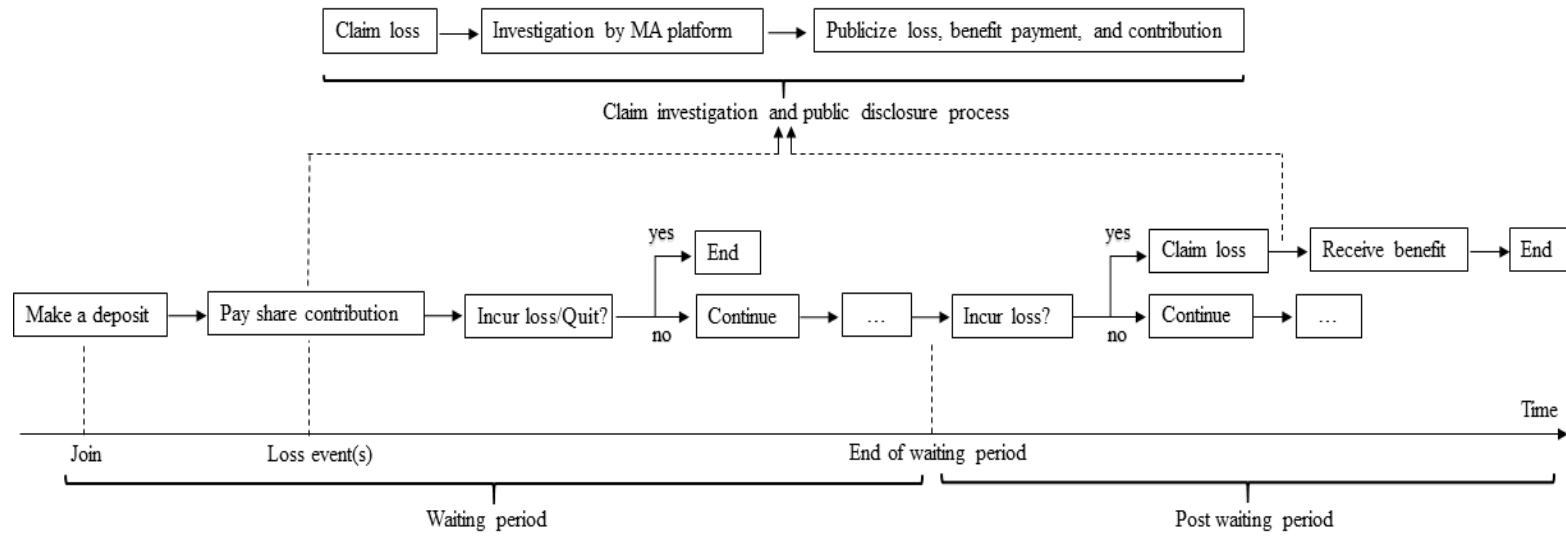 Claim loss
Investigation by MA platform
Publicize loss, benefit payment, and contribution
Claim investigation and public disclosure process
yes
End
yes
Claim loss
Receive benefit
End
Make a deposit
Pay share contribution
Incur loss/Quit?
no
Continue
...
Incur loss?
no
Continue
...
Time
Join
Loss event(s)
End of waiting period
Waiting period
Post waiting period